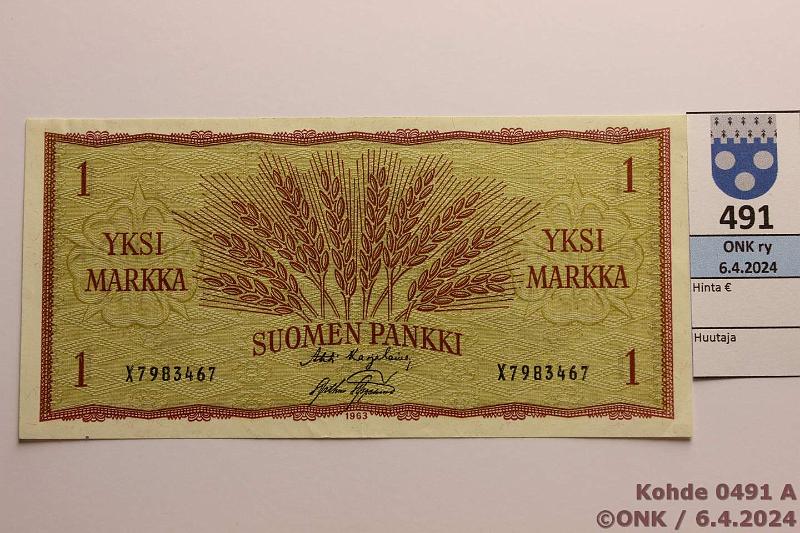 1
1
YKSI
MARKKA
YKSI
MARKKA
SUOMEN PANKKI
1
X7983467
X7983467
1
1963
491
ONK ry
6.4.2024
Hinta €
Huutaja
Kohde 0491 A
©ONK / 6.4.2024